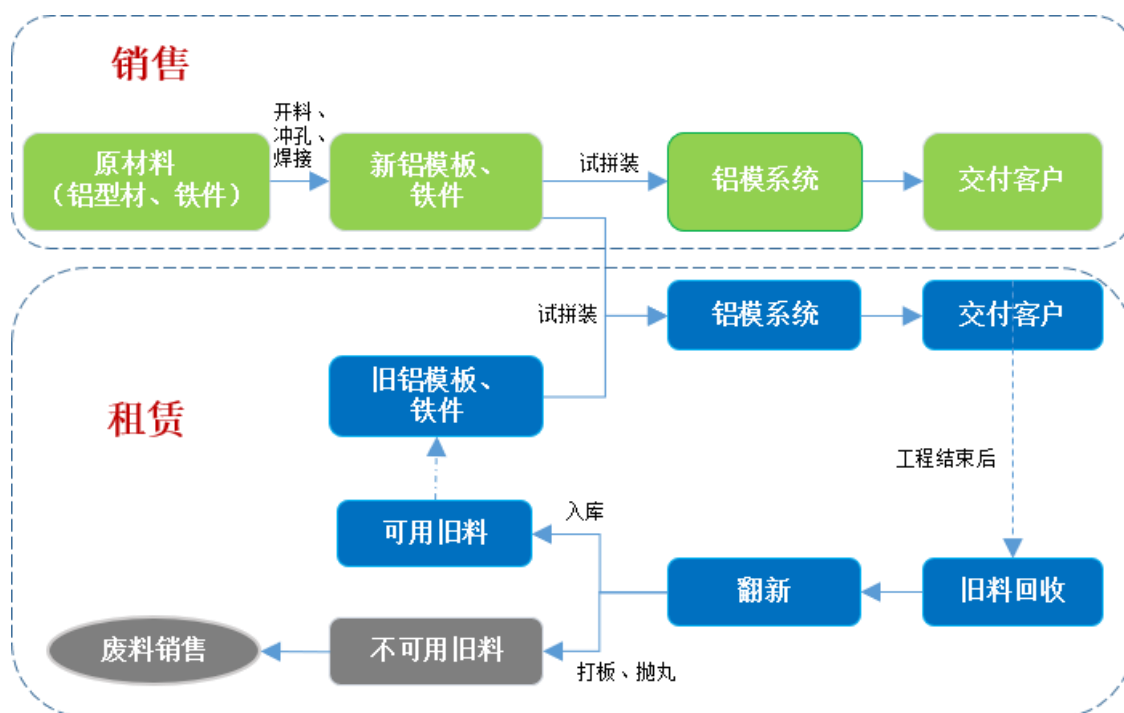 销售
开料、
冲孔、
焊接
原材料
（铝型材、铁件）
新铝模板、
铁件
试拼装
铝模系统
交付客户
租赁
试拼装
铝模系统
交付客户
旧铝模板、
铁件
工程结束后
可用旧料
入库
翻新
旧料回收
废料销售
不可用旧料
打板、抛丸